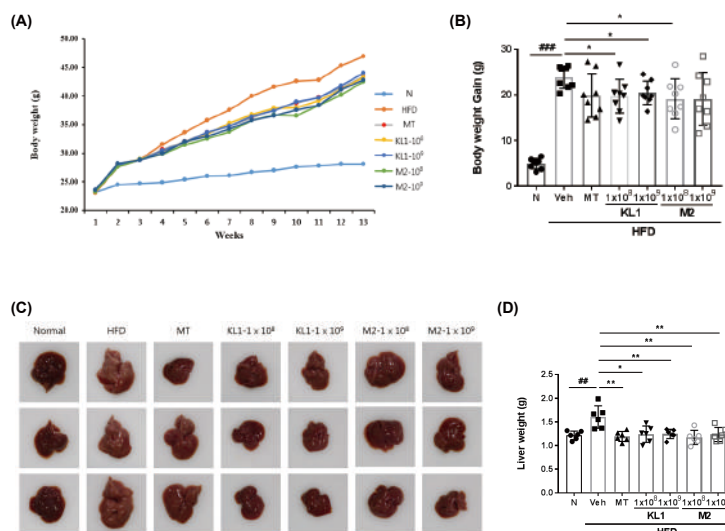 (A)
50.00
45.00
40.00
35.00
30.00
25.00
20.00
Body weight (g)
1 2 3 4 5 6 7 8 9 10 11 12 13
Weeks
N
HFD
MT
KL1-10⁸
KL1-10⁹
M2-10⁸
M2-10⁹
(B)
Body weight Gain (g)
30
20
10
0
###
*
*
*
N Veh MT 1x10⁸ 1x10⁹ 1x10⁸ 1x10⁹
KL1 M2
HFD
(C)
Normal HFD MT KL1-1 x 10⁸ KL1-1 x 10⁹ M2-1 x 10⁸ M2-1 x 10⁹
(D)
Liver weight (g)
2.5
2.0
1.5
1.0
0.5
0.0
**
**
**
*
## **
N Veh MT 1x10⁸ 1x10⁹ 1x10⁸
KL1 M2
HFD